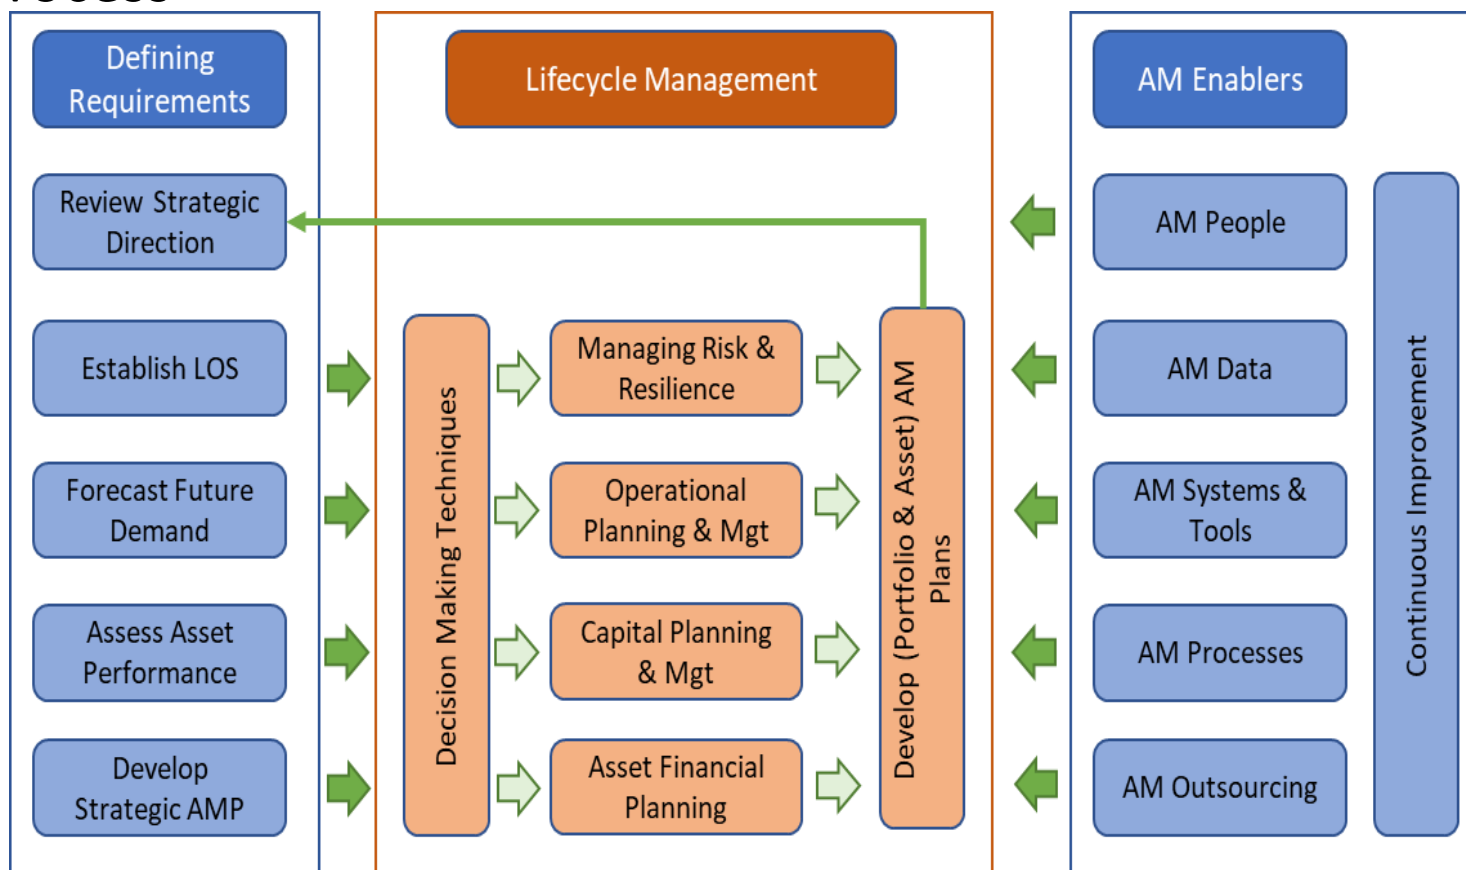 Defining
Requirements
Review Strategic
Direction
Establish LOS
Forecast Future
Demand
Assess Asset
Performance
Develop
Strategic AMP
Lifecycle Management
Decision Making Techniques
Managing Risk &
Resilience
Operational
Planning & Mgt
Capital Planning
& Mgt
Asset Financial
Planning
Develop (Portfolio & Asset) AM
Plans
AM Enablers
AM People
AM Data
AM Systems &
Tools
AM Processes
AM Outsourcing
Continuous Improvement